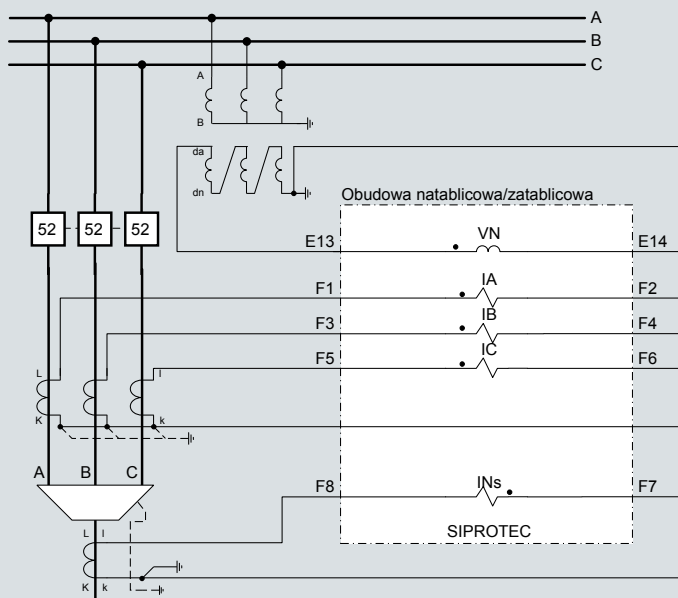 A
B
C
A
B
da
dn
Obudowa natablicowa/zatablicowa
52 52 52
E13 VN E14
F1 IA F2
F3 IB F4
F5 IC F6
L l
K k
A B C
F8 INs F7
SIPROTEC
L l
K k